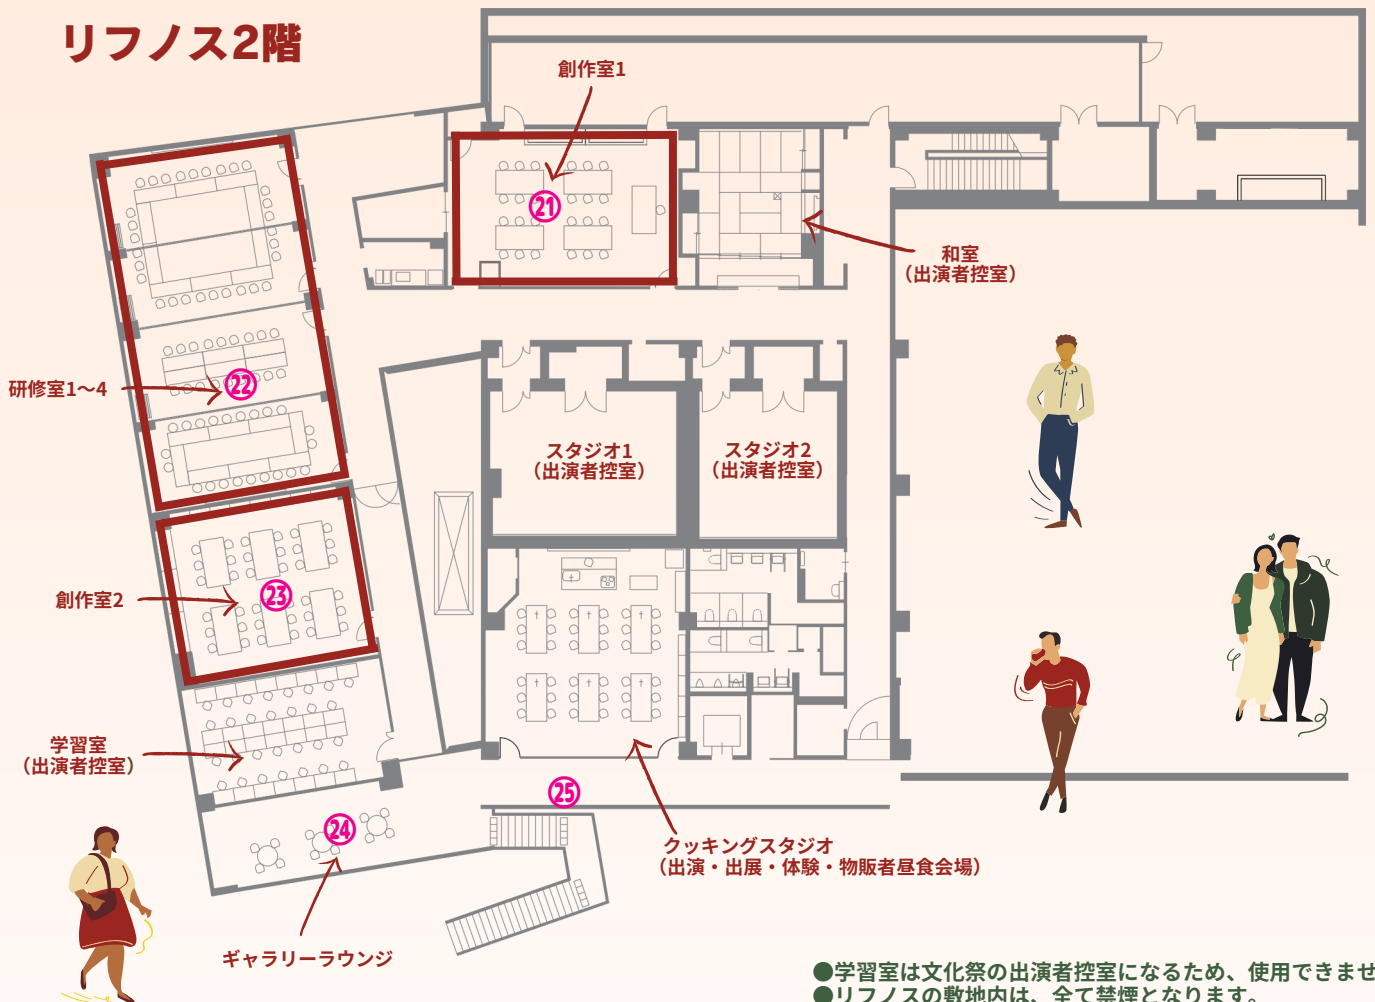 リフノス2階
創作室1
㉑
和室
（出演者控室）
研修室1〜4
㉒
スタジオ1
（出演者控室）
スタジオ2
（出演者控室）
創作室2
㉓
学習室
（出演者控室）
㉔
㉕
クッキングスタジオ
（出演・出展・体験・物販者昼食会場）
ギャラリーラウンジ
●学習室は文化祭の出演者控室になるため、使用できませ
●リフノスの敷地内は、全て禁煙となります。